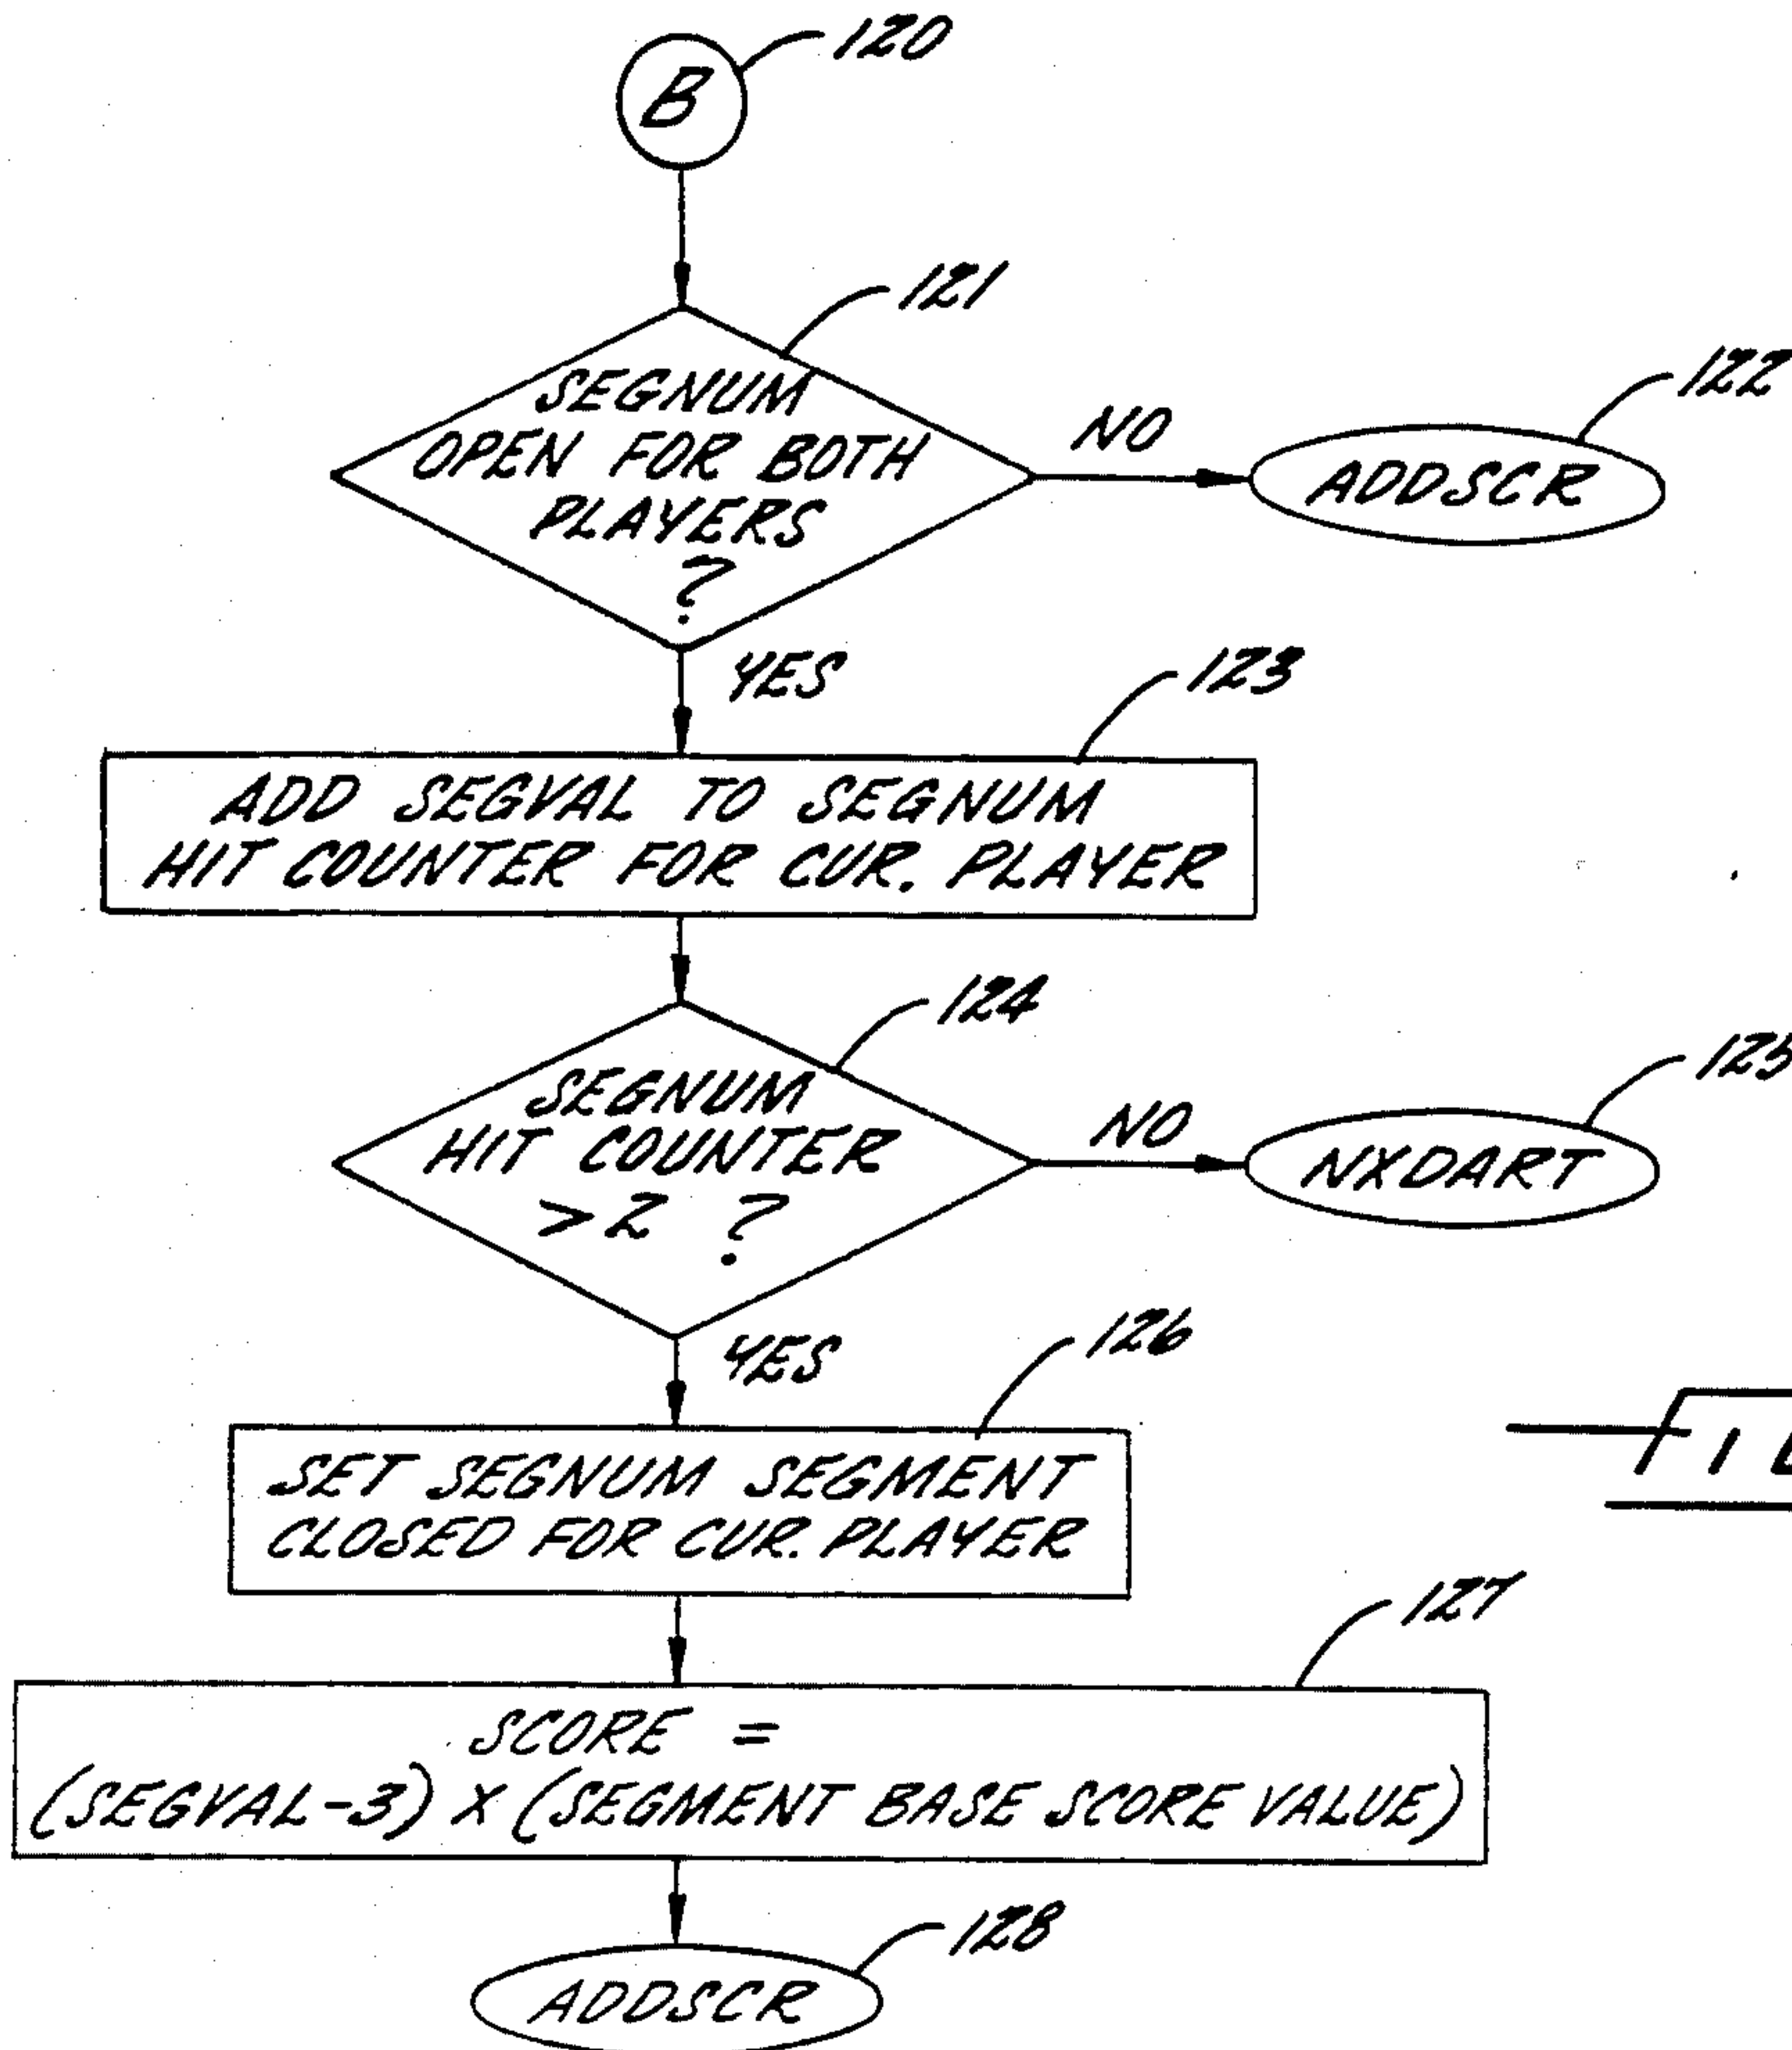 120
B
121
SEGNUM
OPEN FOR BOTH
PLAYERS
?
NO
122
ADDSCR
YES
123
ADD SEGVAL TO SEGNUM
HIT COUNTER FOR CUR. PLAYER
124
SEGNUM
HIT COUNTER
>2 ?
NO
125
NXDART
YES
126
SET SEGNUM SEGMENT
CLOSED FOR CUR. PLAYER
127
SCORE =
(SEGVAL-3) X (SEGMENT BASE SCORE VALUE)
128
ADDSCR